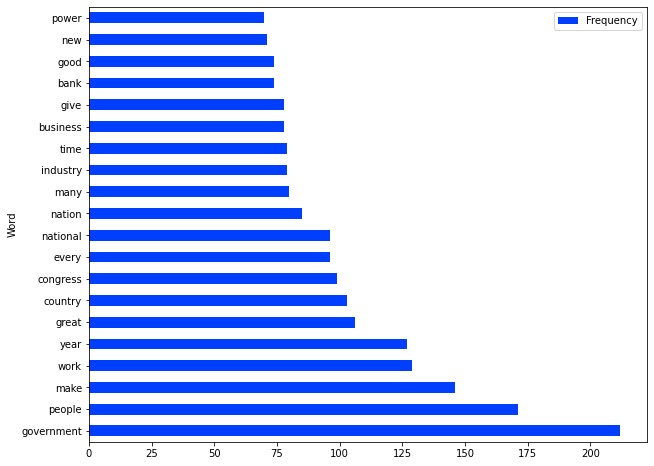 Frequency
Word
power
new
good
bank
give
business
time
industry
many
nation
national
every
congress
country
great
year
work
make
people
government
0 25 50 75 100 125 150 175 200